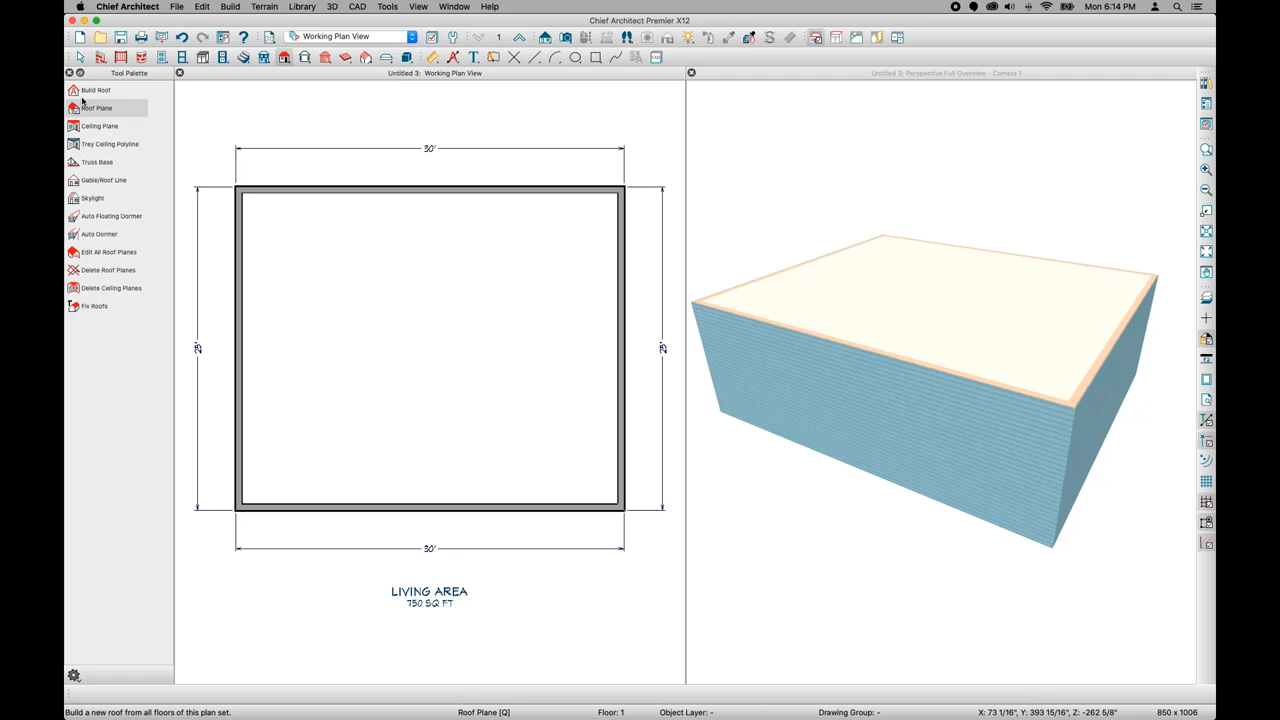 Chief Architect File Edit Build Terrain Library 3D CAD Tools View Window Help Mon 6:14 PM
Chief Architect Premier X12
Working Plan View 1
Tool Palette
Untitled 3: Working Plan View
Untitled 3: Perspective Full Overview - Camera 1
Build Roof
Roof Plane
Ceiling Plane
Trey Ceiling Polyline
Truss Base
Gable/Roof Line
Skylight
Auto Floating Dormer
Auto Dormer
Edit All Roof Planes
Delete Roof Planes
Delete Ceiling Planes
Fix Roofs
30'
25'
25'
30'
LIVING AREA
750 SQ FT
Build a new roof from all floors of this plan set. Roof Plane [Q] Floor: 1 Object Layer: - Drawing Group: - X: 73 1/16", Y: 393 15/16", Z: -262 5/8" 850 x 1006